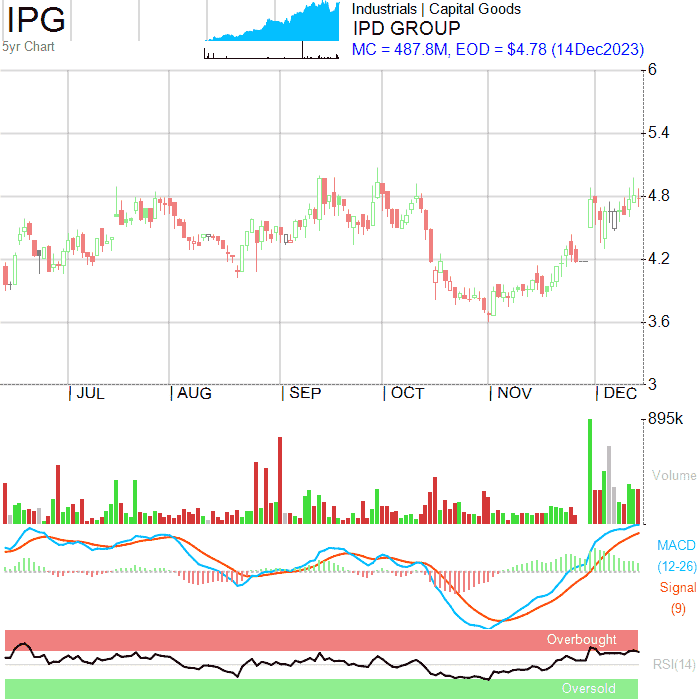 IPG
5yr Chart
Industrials | Capital Goods
IPD GROUP
MC = 487.8M, EOD = $4.78 (14Dec2023)
6
5.4
4.8
4.2
3.6
3
| JUL | AUG | SEP | OCT | NOV | DEC
895k
Volume
MACD
(12-26)
Signal
(9)
Overbought
RSI(14)
Oversold